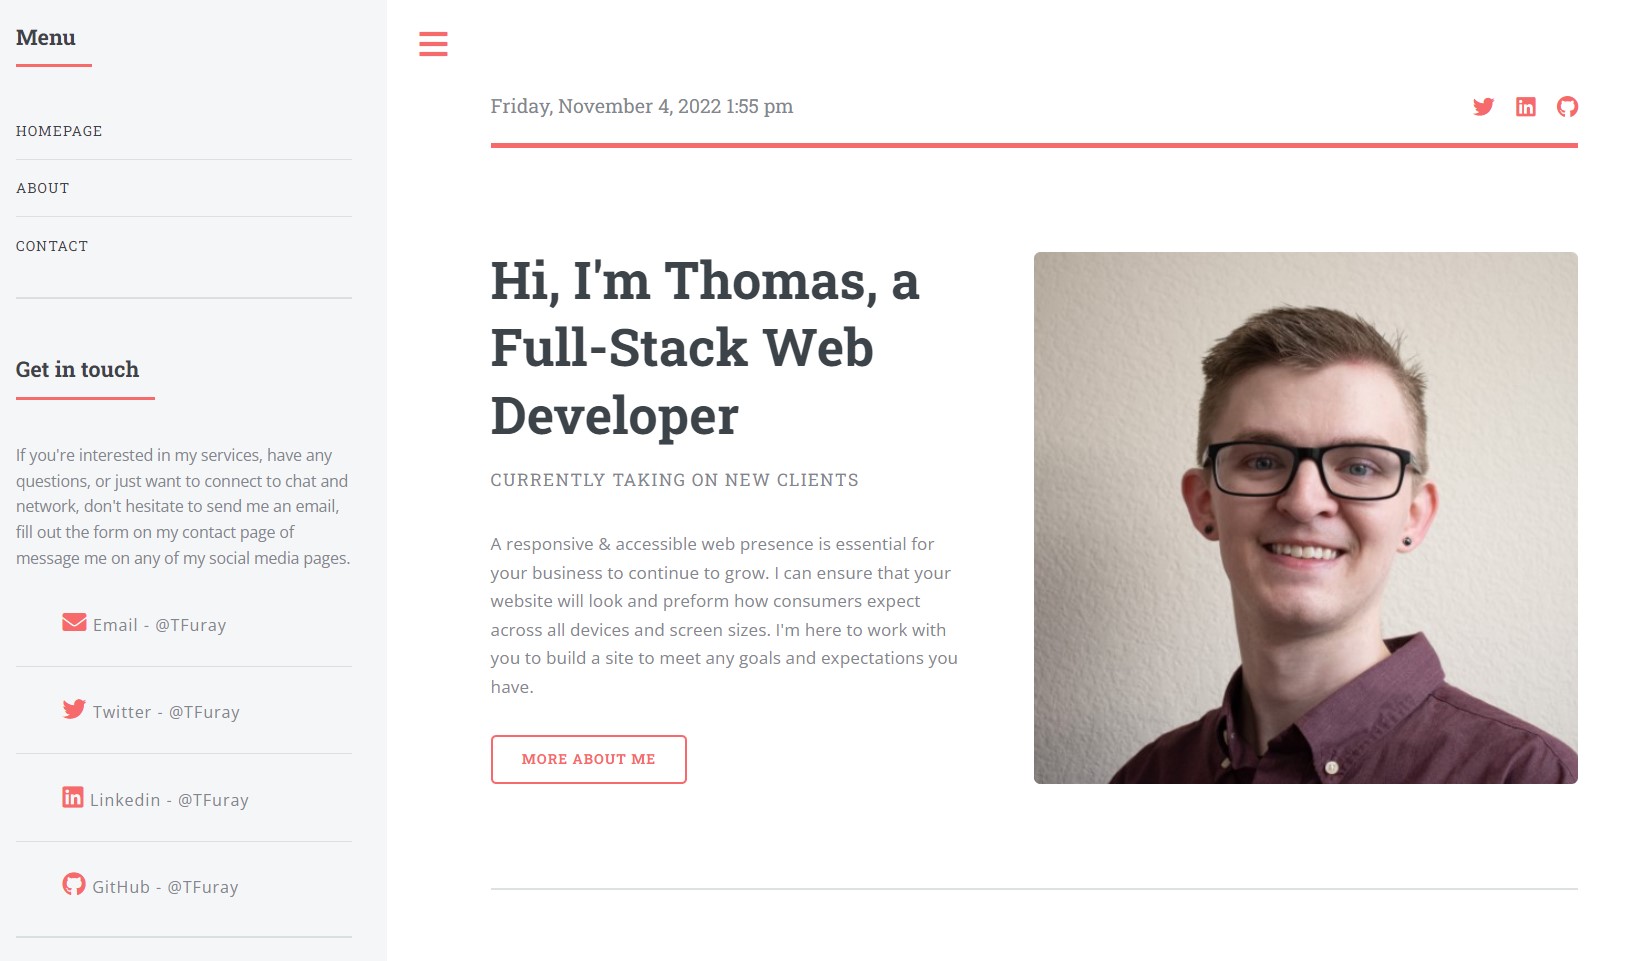 Menu
HOMEPAGE
ABOUT
CONTACT
Get in touch
If you're interested in my services, have any
questions, or just want to connect to chat and
network, don't hesitate to send me an email,
fill out the form on my contact page of
message me on any of my social media pages.
Email - @TFuray
Twitter - @TFuray
Linkedin - @TFuray
GitHub - @TFuray
Friday, November 4, 2022 1:55 pm
Hi, I'm Thomas, a
Full-Stack Web
Developer
CURRENTLY TAKING ON NEW CLIENTS
A responsive & accessible web presence is essential for
your business to continue to grow. I can ensure that your
website will look and preform how consumers expect
across all devices and screen sizes. I'm here to work with
you to build a site to meet any goals and expectations you
have.
MORE ABOUT ME